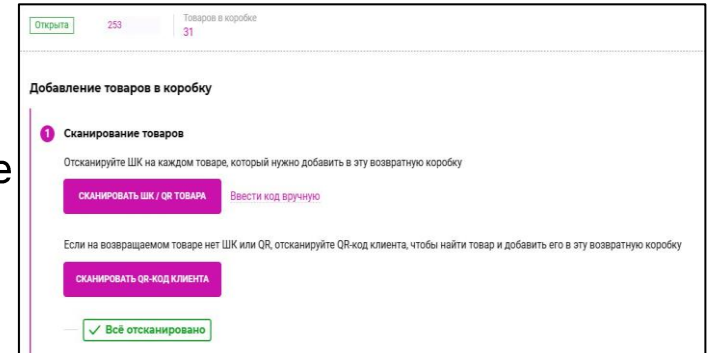 Открыта 253 Товаров в коробке
31
Добавление товаров в коробку
1 Сканирование товаров
Отсканируйте ШК на каждом товаре, который нужно добавить в эту возвратную коробку
е
СКАНИРОВАТЬ ШК / QR ТОВАРА Ввести код вручную
Если на возвращаемом товаре нет ШК или QR, отсканируйте QR-код клиента, чтобы найти товар и добавить его в эту возвратную коробку
СКАНИРОВАТЬ QR-КОД КЛИЕНТА
Всё отсканировано